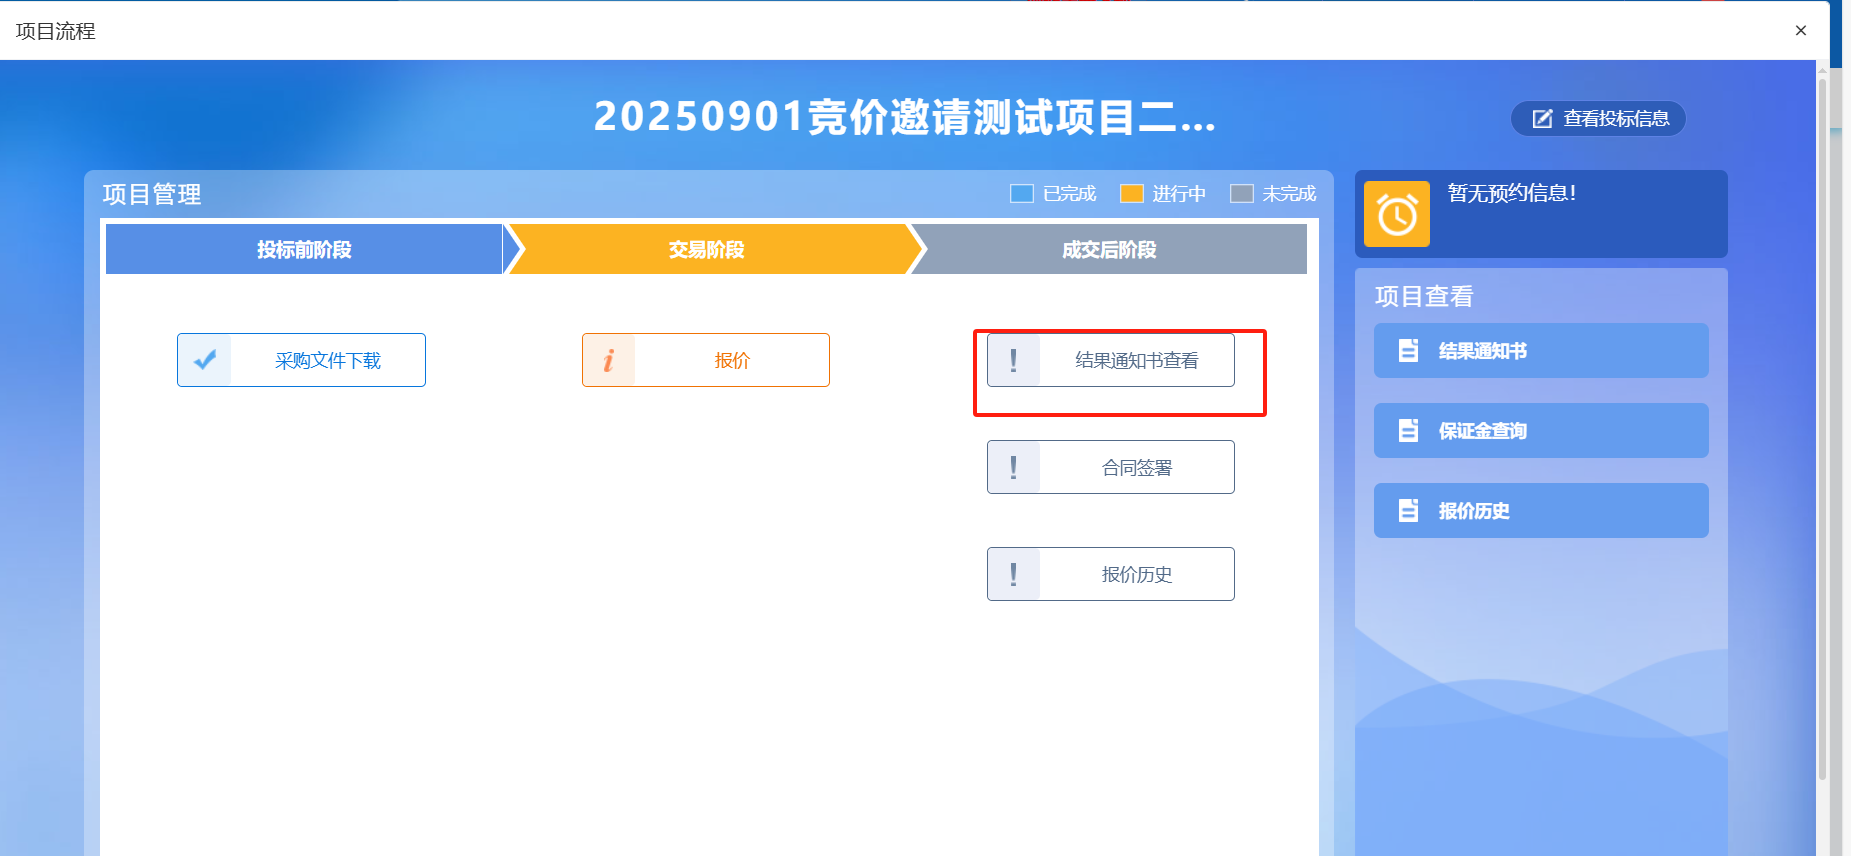 项目流程
×
20250901竞价邀请测试项目二...
查看投标信息
项目管理
已完成
进行中
未完成
投标前阶段
交易阶段
成交后阶段
采购文件下载
报价
结果通知书查看
合同签署
报价历史
暂无预约信息!
项目查看
结果通知书
保证金查询
报价历史